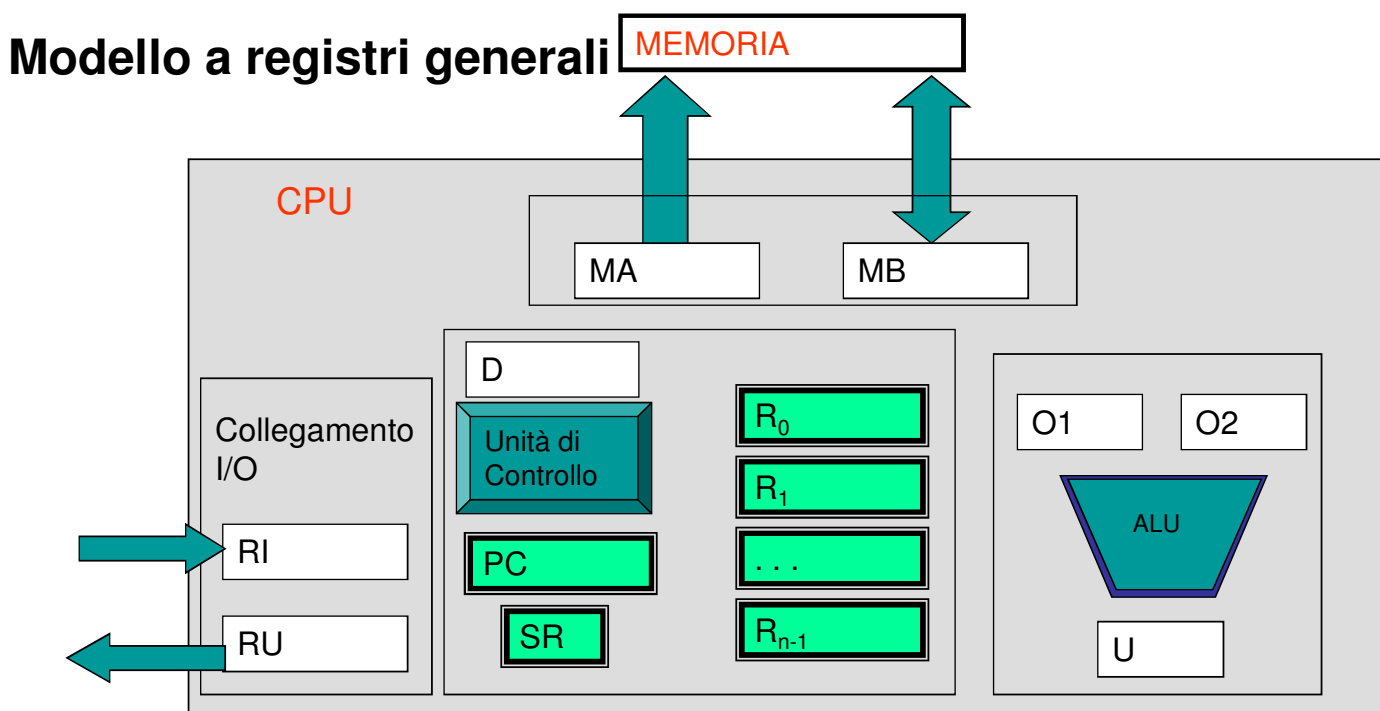 Modello a registri generali
MEMORIA
CPU
MA
MB
D
Unità di
Controllo
PC
SR
R0
R1
. . .
Rn-1
Collegamento
I/O
RI
RU
O1
O2
ALU
U